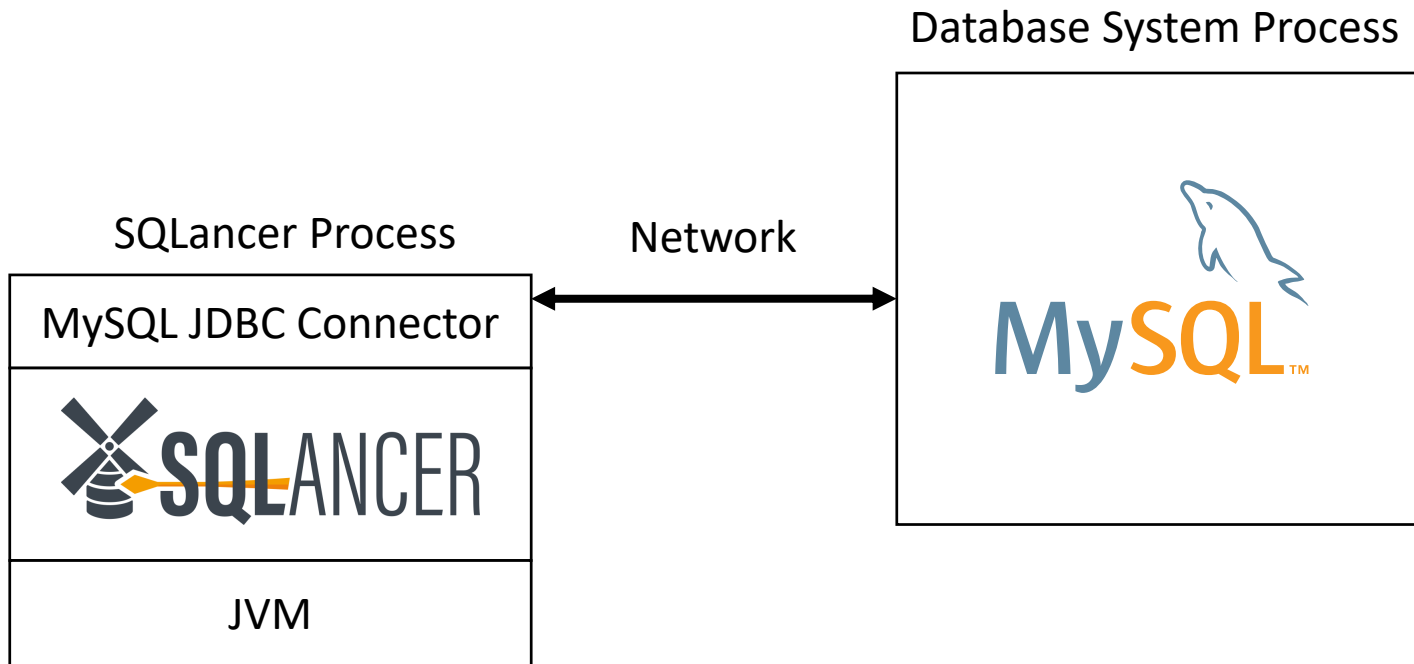 Database System Process
SQLancer Process
Network
MySQL JDBC Connector
MySQL™
SQLANCER
JVM